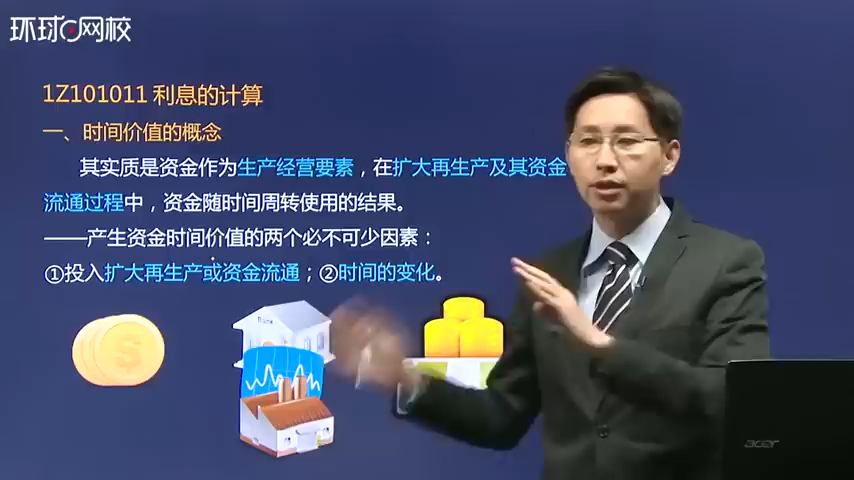 环球网校
1Z101011 利息的计算
一、时间价值的概念
其实质是资金作为生产经营要素，在扩大再生产及其资金
流通过程中，资金随时间周转使用的结果。
——产生资金时间价值的两个必不可少因素：
①投入扩大再生产或资金流通；②时间的变化。
acer